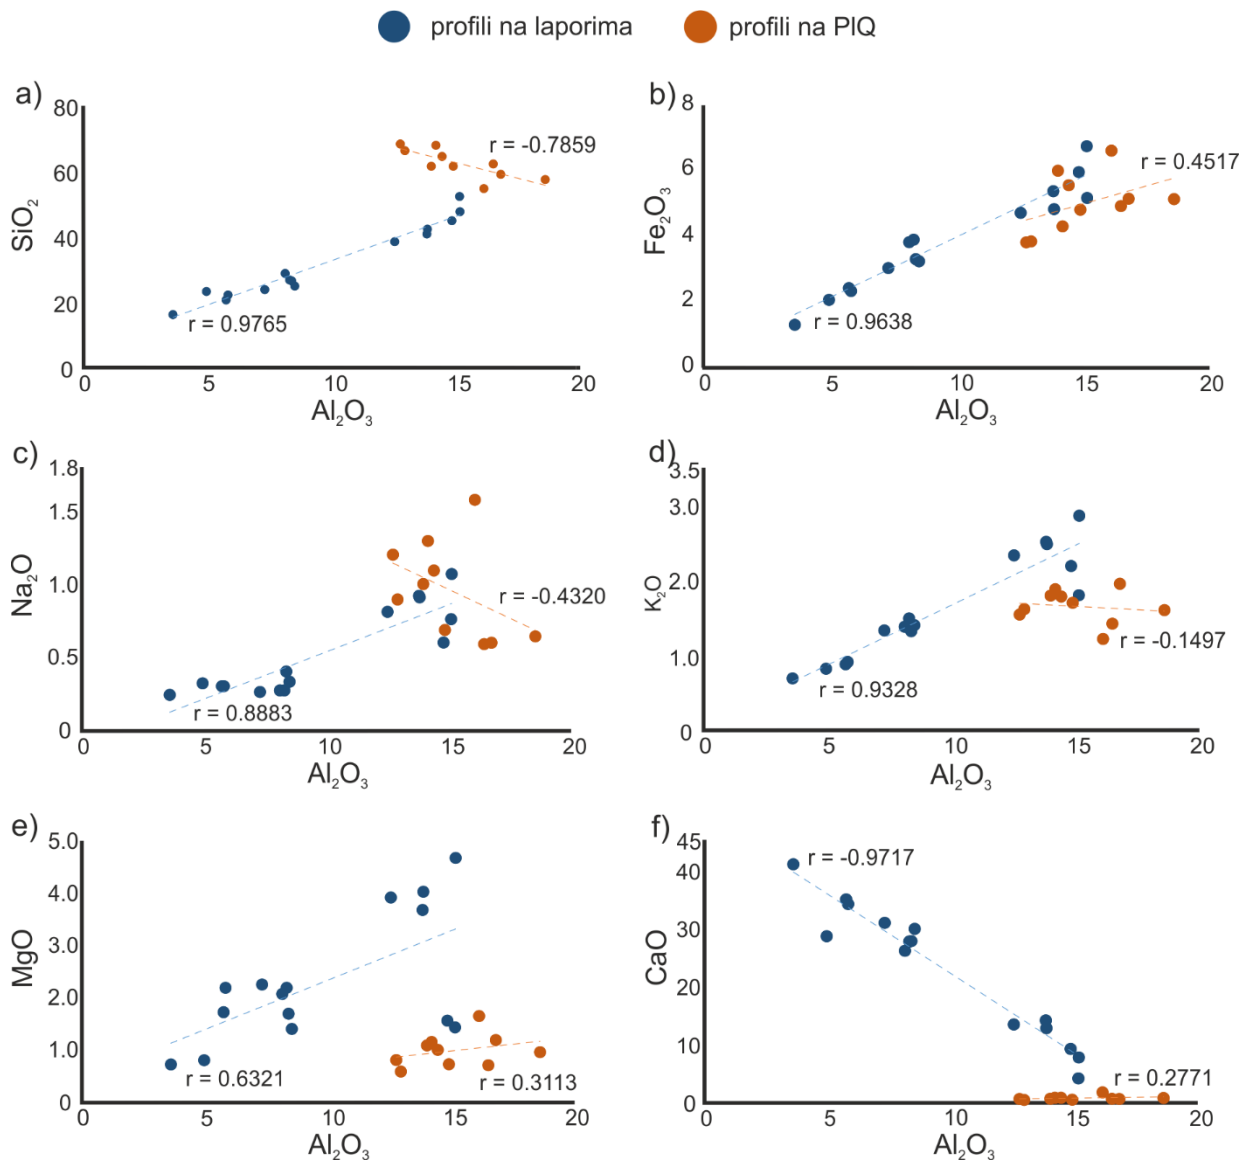 profili na laporima
profili na PlQ
a)
80
60
40
20
0
SiO₂
r = -0.7859
r = 0.9765
0 5 10 15 20
Al₂O₃
b)
8
6
4
2
0
Fe₂O₃
r = 0.4517
r = 0.9638
0 5 10 15 20
Al₂O₃
c)
1.8
1.5
1.0
0.5
0
Na₂O
r = -0.4320
r = 0.8883
0 5 10 15 20
Al₂O₃
d)
3.5
3.0
2.0
1.0
0
K₂O
r = -0.1497
r = 0.9328
0 5 10 15 20
Al₂O₃
e)
5.0
4.0
3.0
2.0
1.0
0
MgO
r = 0.6321
r = 0.3113
0 5 10 15 20
Al₂O₃
f)
45
40
30
20
10
0
CaO
r = -0.9717
r = 0.2771
0 5 10 15 20
Al₂O₃